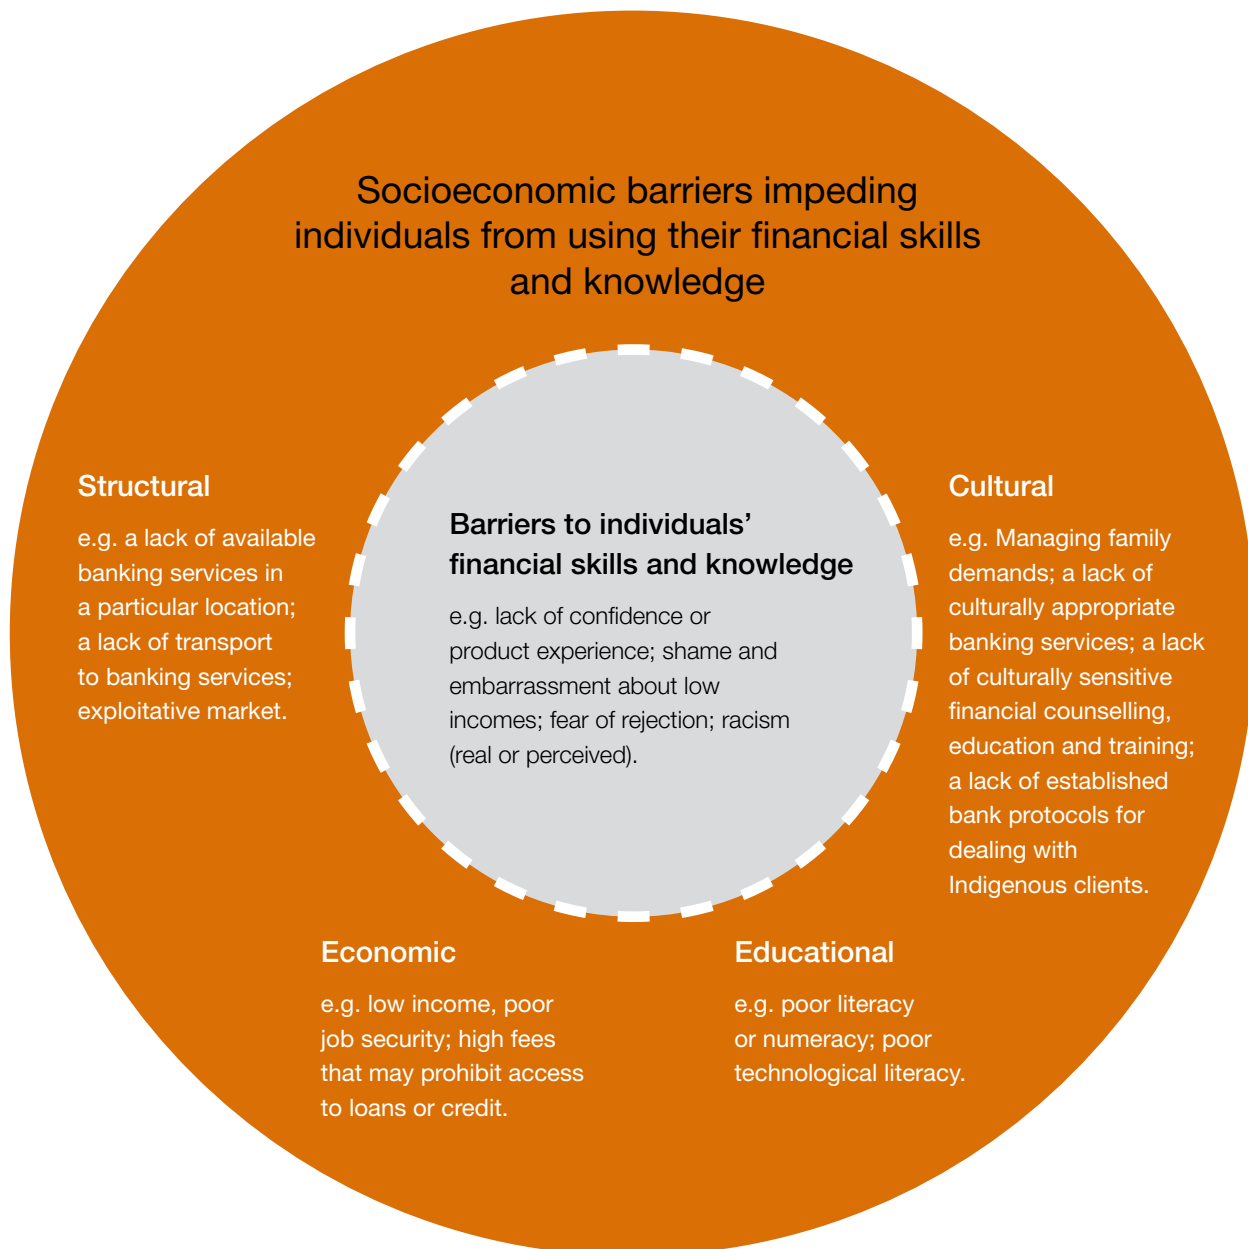 Socioeconomic barriers impeding
individuals from using their financial skills
and knowledge
Structural
e.g. a lack of available
banking services in
a particular location;
a lack of transport
to banking services;
exploitative market.
Barriers to individuals’
financial skills and knowledge
e.g. lack of confidence or
product experience; shame and
embarrassment about low
incomes; fear of rejection; racism
(real or perceived).
Cultural
e.g. Managing family
demands; a lack of
culturally appropriate
banking services; a lack
of culturally sensitive
financial counselling,
education and training;
a lack of established
bank protocols for
dealing with
Indigenous clients.
Economic
e.g. low income, poor
job security; high fees
that may prohibit access
to loans or credit.
Educational
e.g. poor literacy
or numeracy; poor
technological literacy.